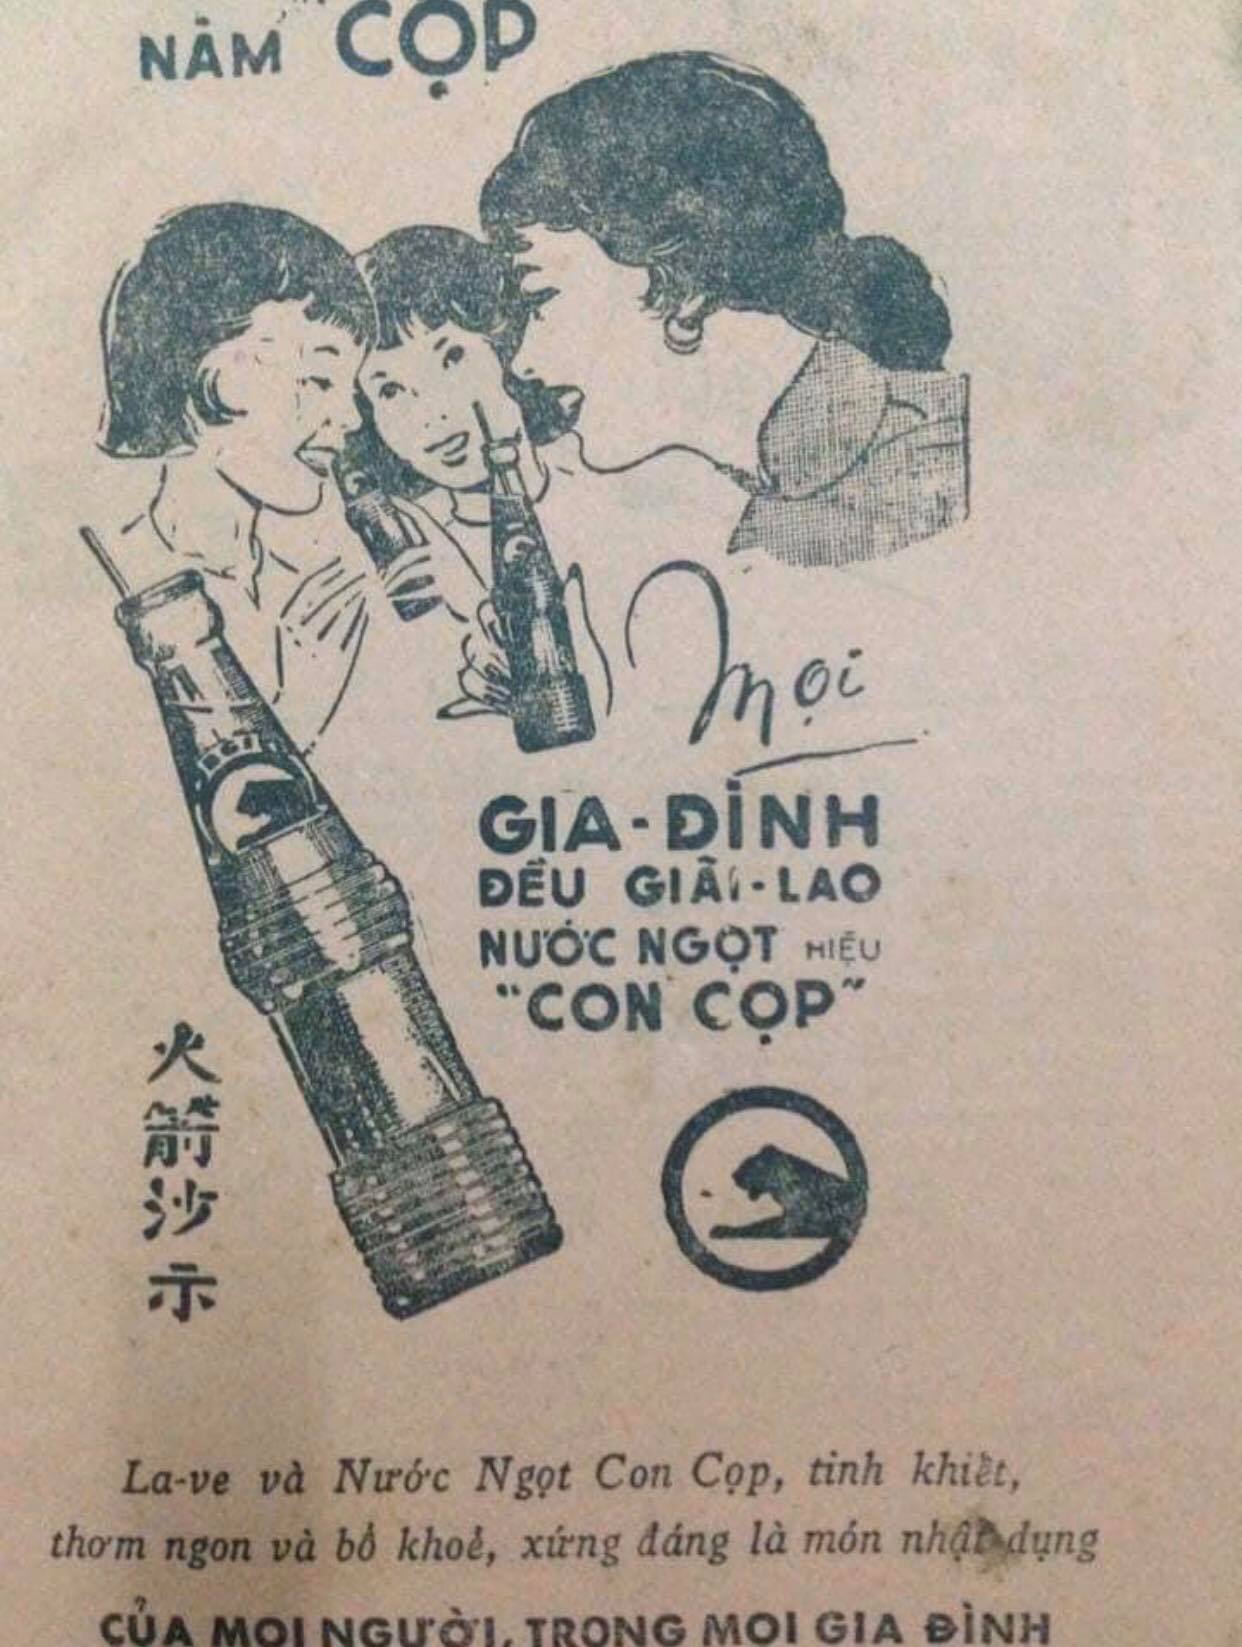 NĂM CỌP
Mọi
GIA-ĐÌNH
ĐỀU GIẢI-LAO
NƯỚC NGỌT HIỆU
"CON CỌP"
BGI
火
箭
沙
示
La-ve và Nước Ngọt Con Cọp, tinh khiết,
thơm ngon và bổ khoẻ, xứng đáng là món nhật dụng
CỦA MỌI NGƯỜI, TRONG MỌI GIA ĐÌNH